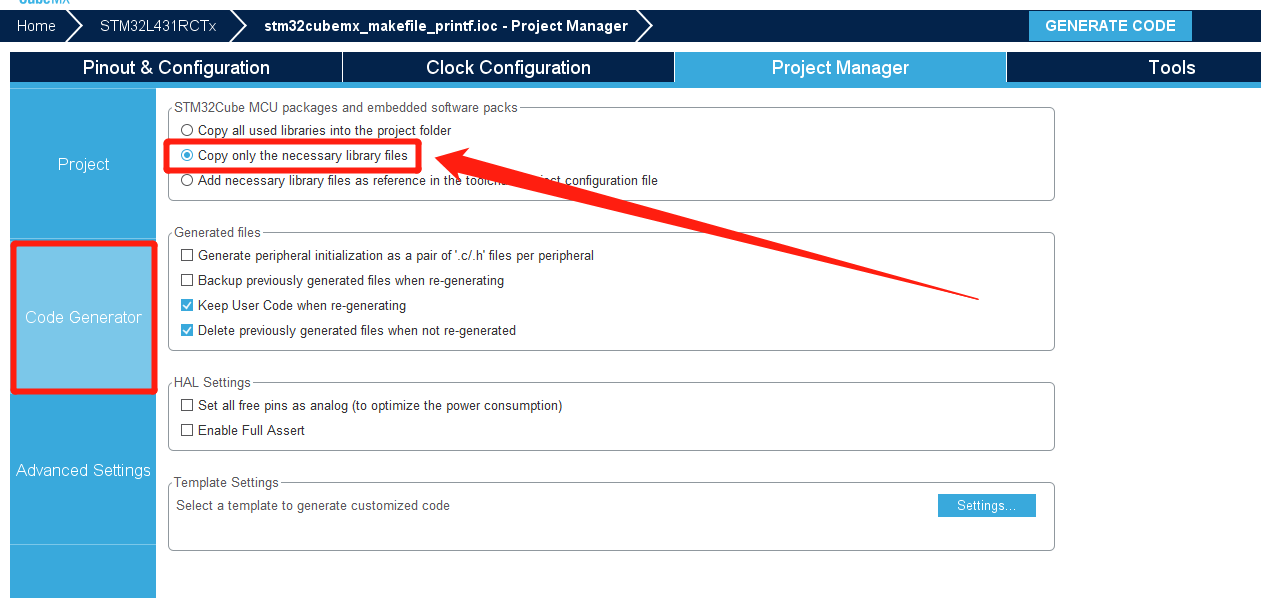 CubeMX
Home STM32L431RCTx stm32cubemx_makefile_printf.ioc - Project Manager GENERATE CODE
Pinout & Configuration Clock Configuration Project Manager Tools
STM32Cube MCU packages and embedded software packs
Copy all used libraries into the project folder
Copy only the necessary library files
Add necessary library files as reference in the project configuration file
Project
Generated files
Generate peripheral initialization as a pair of '.c/.h' files per peripheral
Backup previously generated files when re-generating
Keep User Code when re-generating
Delete previously generated files when not re-generated
Code Generator
HAL Settings
Set all free pins as analog (to optimize the power consumption)
Enable Full Assert
Advanced Settings
Template Settings
Select a template to generate customized code
Settings...